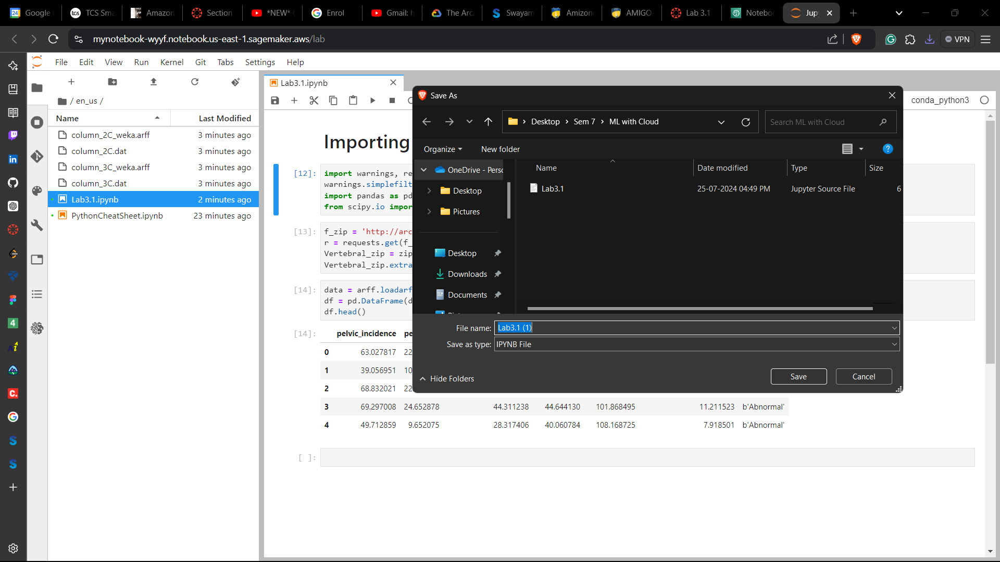 Google
TCS Sma
Amazon
Section
*NEW*
Enrol
Gmail: h
The Arca
Swayam
Amizon
AMIGO-
Lab 3.1
Notebo
Jup
mynotebook-wyyf.notebook.us-east-1.sagemaker.aws/lab
VPN
File Edit View Run Kernel Git Tabs Settings Help
/ en_us /
Name Last Modified
column_2C_weka.arff 3 minutes ago
column_2C.dat 3 minutes ago
column_3C_weka.arff 3 minutes ago
column_3C.dat 3 minutes ago
Lab3.1.ipynb 2 minutes ago
PythonCheatSheet.ipynb 23 minutes ago
Lab3.1.ipynb
conda_python3
Importing
[12]: import warnings, re
warnings.simplefilt
import pandas as pd
from scipy.io impor
[13]: f_zip = 'http://arc
r = requests.get(f_
Vertebral_zip = zip
Vertebral_zip.extra
[14]: data = arff.loadarf
df = pd.DataFrame(d
df.head()
[14]: pelvic_incidence pe
0 63.027817 22
1 39.056951 10
2 68.832021 22
3 69.297008 24.652878 44.311238 44.644130 101.868495 11.211523 b'Abnormal'
4 49.712859 9.652075 28.317406 40.060784 108.168725 7.918501 b'Abnormal'
[ ]:
Save As
Desktop › Sem 7 › ML with Cloud
Search ML with Cloud
Organize New folder
OneDrive - Perso
Desktop
Pictures
Desktop
Downloads
Documents
Name Date modified Type Size
Lab3.1 25-07-2024 04:49 PM Jupyter Source File 6
File name: Lab3.1 (1)
Save as type: IPYNB File
Hide Folders
Save Cancel